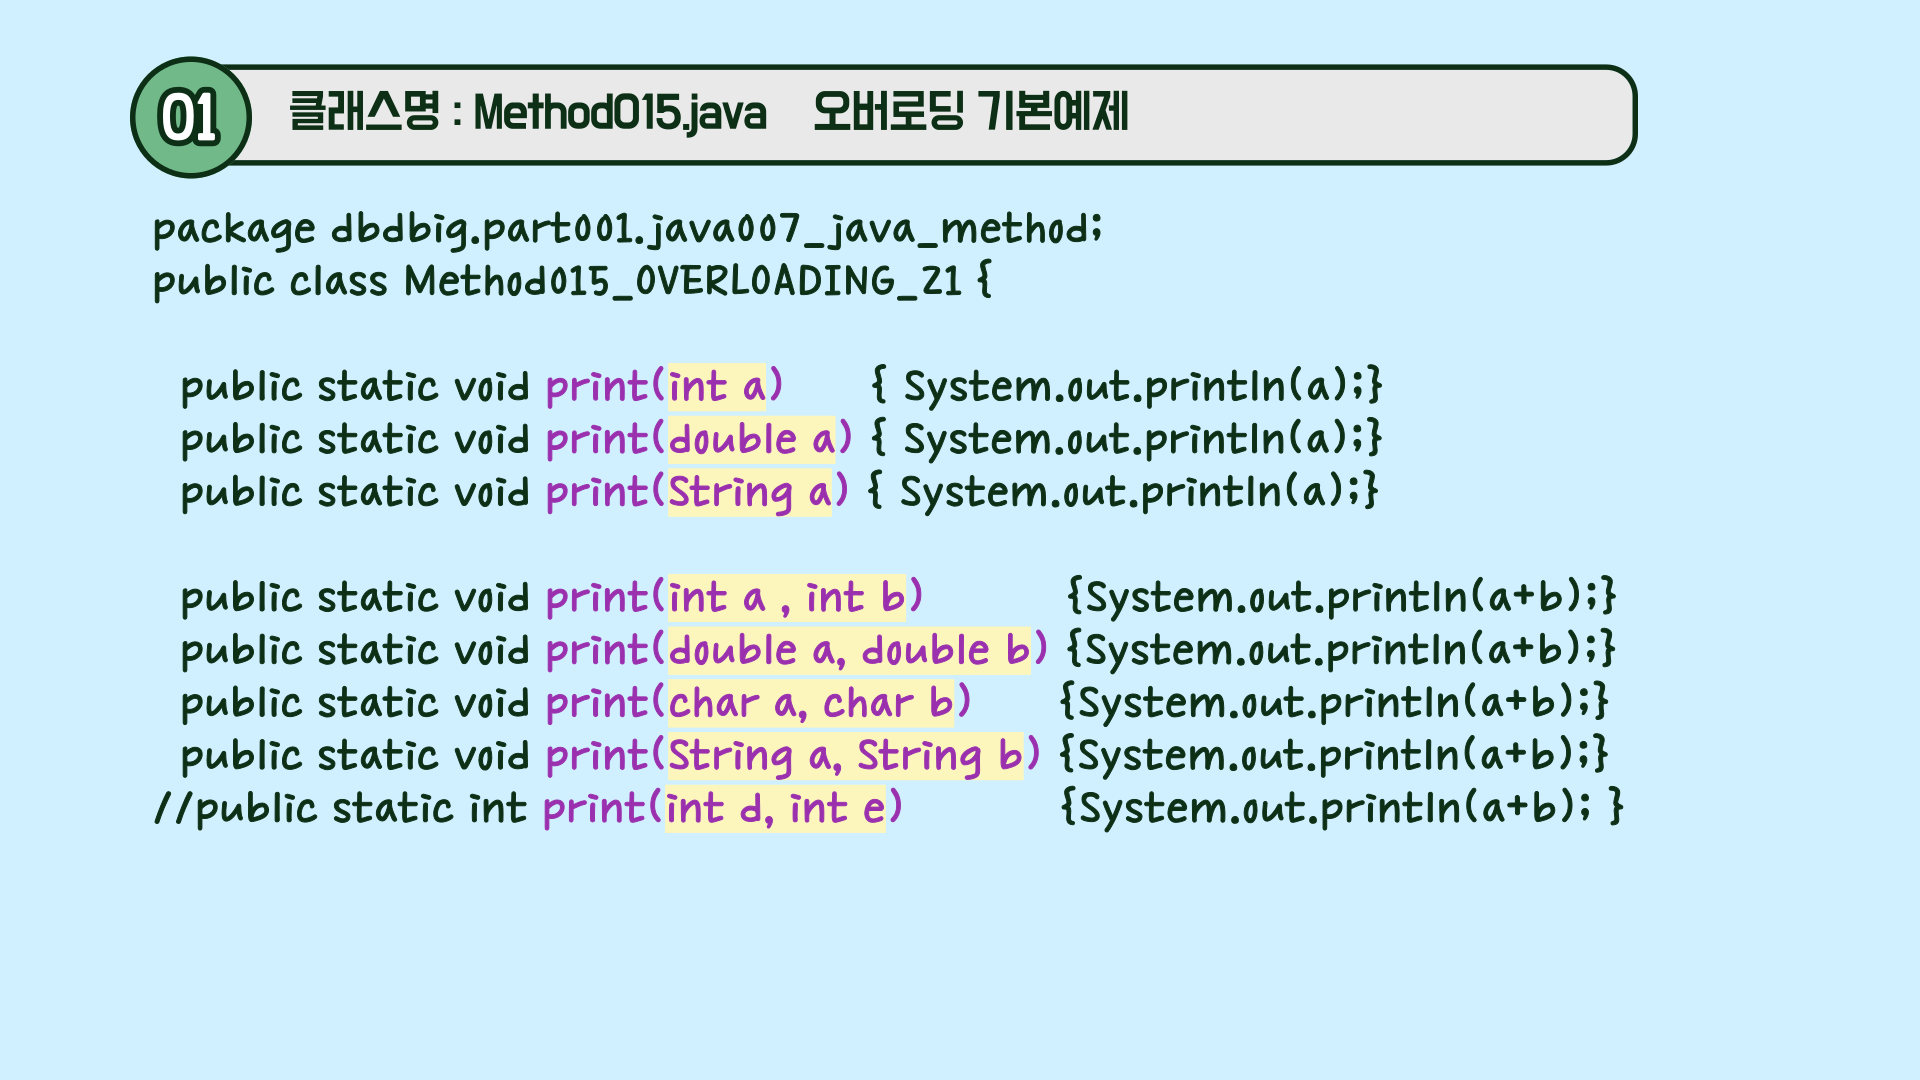 01 클래스명 : Method015.java 오버로딩 기본예제
package dbdbig.part001.java007_java_method;
public class Method015_OVERLOADING_21 {
public static void print(int a) { System.out.println(a);}
public static void print(double a) { System.out.println(a);}
public static void print(String a) { System.out.println(a);}
public static void print(int a , int b) {System.out.println(a+b);}
public static void print(double a, double b) {System.out.println(a+b);}
public static void print(char a, char b) {System.out.println(a+b);}
public static void print(String a, String b) {System.out.println(a+b);}
//public static int print(int d, int e) {System.out.println(a+b); }